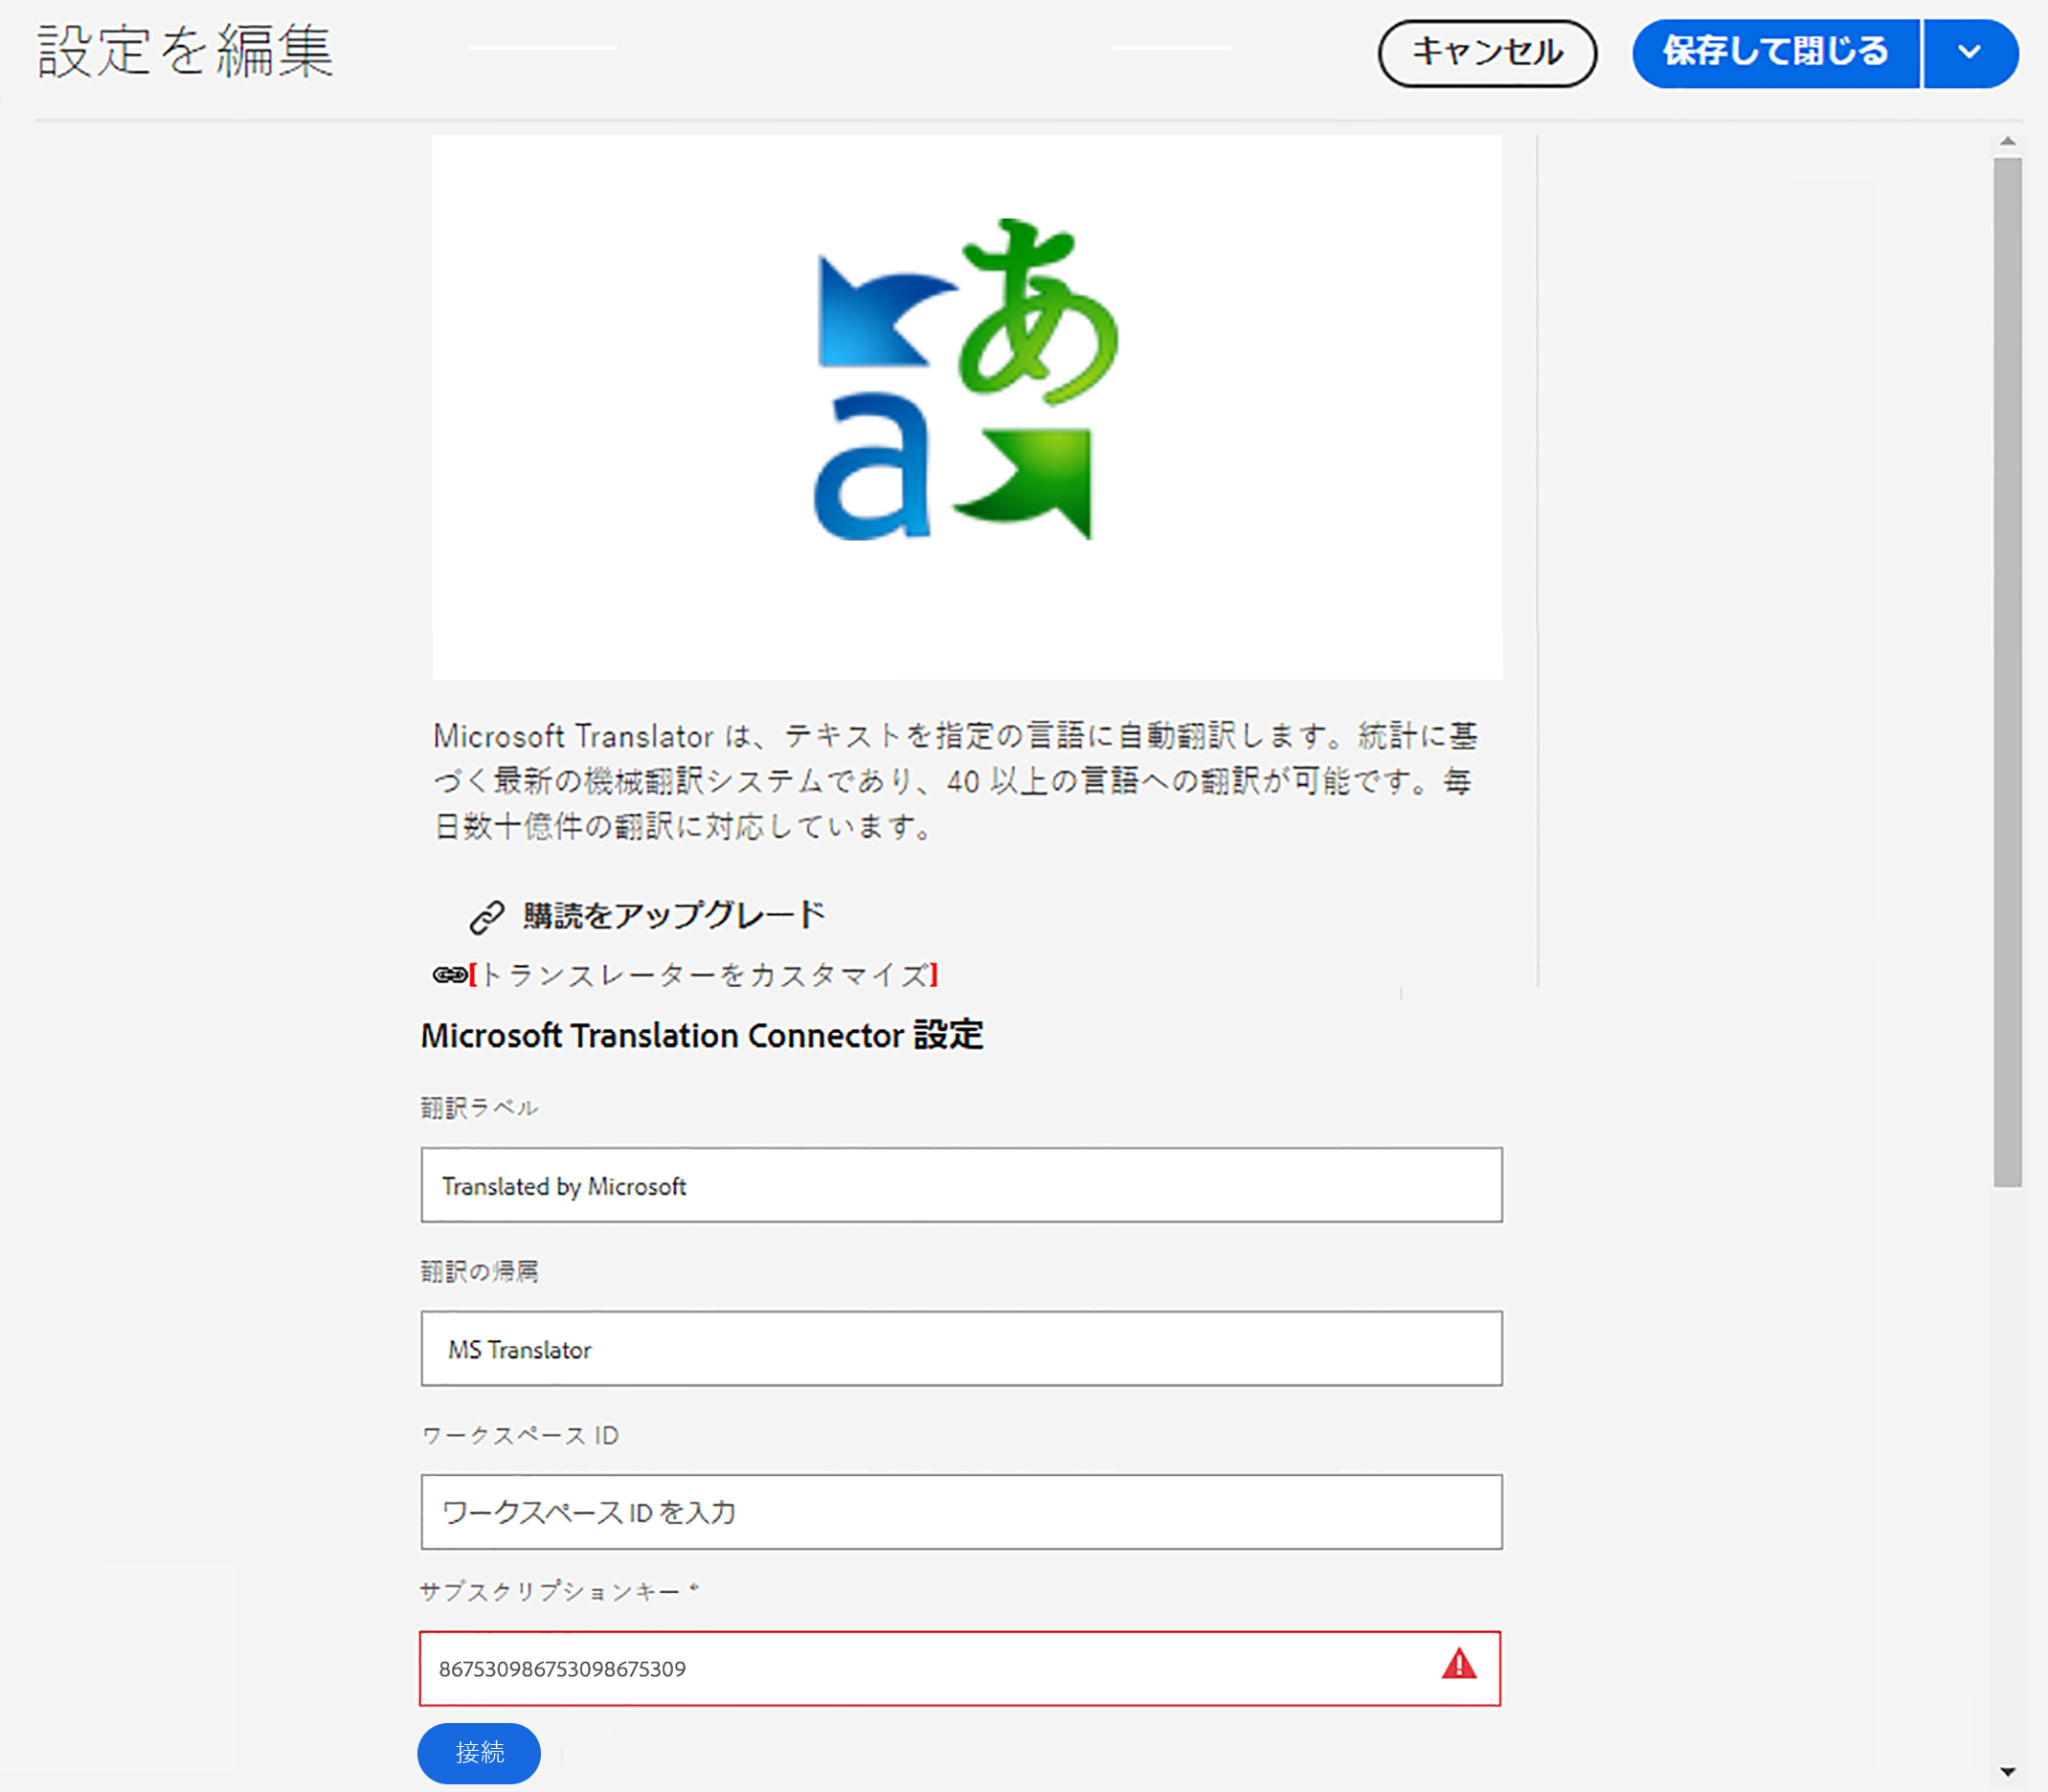 設定を編集
キャンセル
保存して閉じる
あ
a
Microsoft Translator は、テキストを指定の言語に自動翻訳します。統計に基
づく最新の機械翻訳システムであり、40 以上の言語への翻訳が可能です。毎
日数十億件の翻訳に対応しています。
購読をアップグレード
[トランスレーターをカスタマイズ]
Microsoft Translation Connector 設定
翻訳ラベル
Translated by Microsoft
翻訳の帰属
MS Translator
ワークスペース ID
ワークスペース ID を入力
サブスクリプションキー *
867530986753098675309
接続